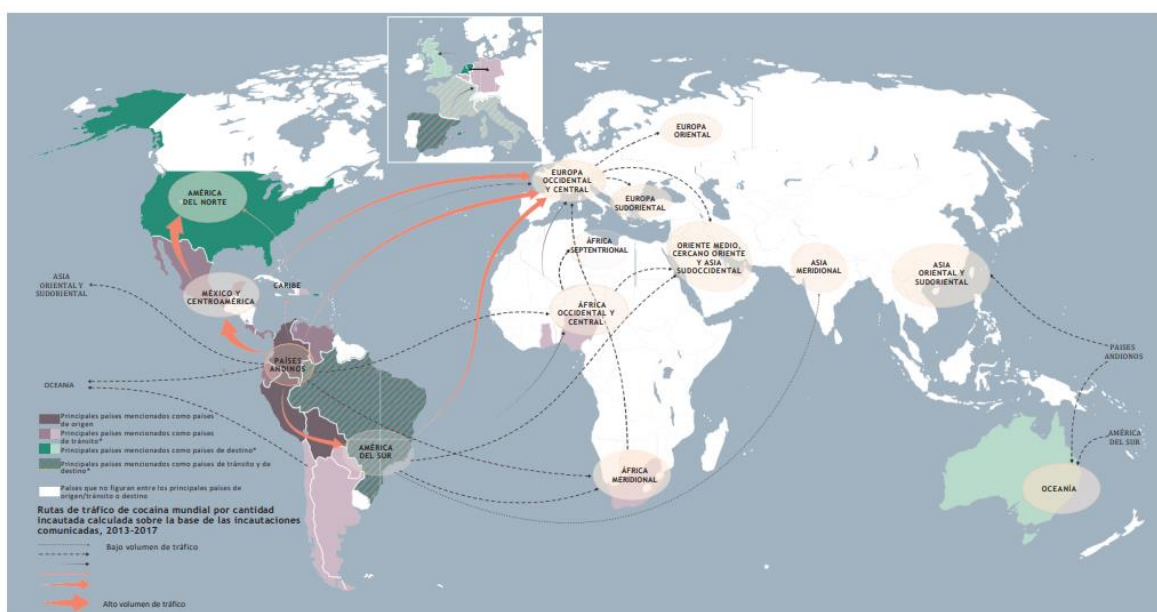 EUROPA
ORIENTAL
EUROPA
OCCIDENTAL
Y CENTRAL
AMÉRICA
DEL NORTE
EUROPA
SUDORIENTAL
ÁFRICA
SEPTENTRIONAL
ORIENTE MEDIO,
CERCANO ORIENTE
Y ASIA
SUDOCCIDENTAL
ASIA
MERIDIONAL
ASIA
ORIENTAL Y
SUDORIENTAL
ASIA
ORIENTAL Y
SUDORIENTAL
CARIBE
MÉXICO Y
CENTROAMÉRICA
ÁFRICA
OCCIDENTAL Y
CENTRAL
PAISES
ANDIONOS
PAÍSES
ANDINOS
OCEANÍA
Principales países mencionados como países
de origen
Principales países mencionados como países
de tránsito*
Principales países mencionados como países de destino*
Principales países mencionados como países de tránsito y de
destino*
Países que no figuran entre los principales países de
origen/tránsito o destino
AMÉRICA
DEL SUR
AMÉRICA
DEL SUR
ÁFRICA
MERIDIONAL
OCEANÍA
Rutas de tráfico de cocaina mundial por cantidad
incautada calculada sobre la base de las incautaciones
comunicadas, 2013-2017
Bajo volumen de tráfico
Alto volumen de tráfico